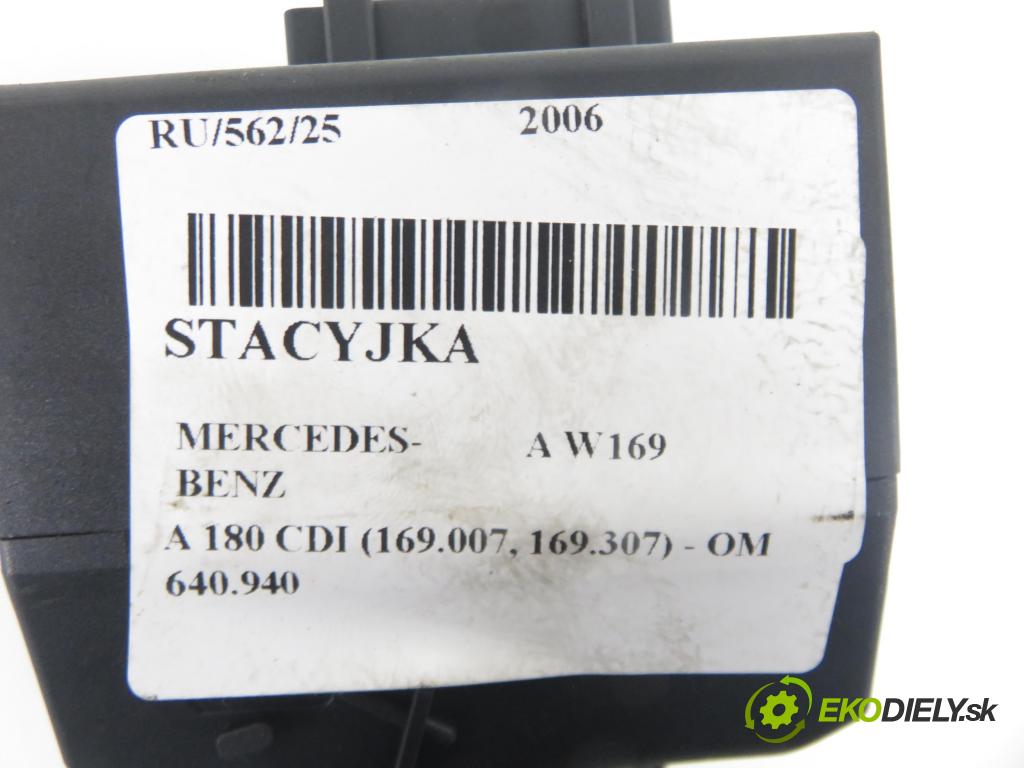 RU/562/25 2006
STACYJKA
MERCEDES- A W169
BENZ
A 180 CDI (169.007, 169.307) - OM
640.940
EKODIELY.sk